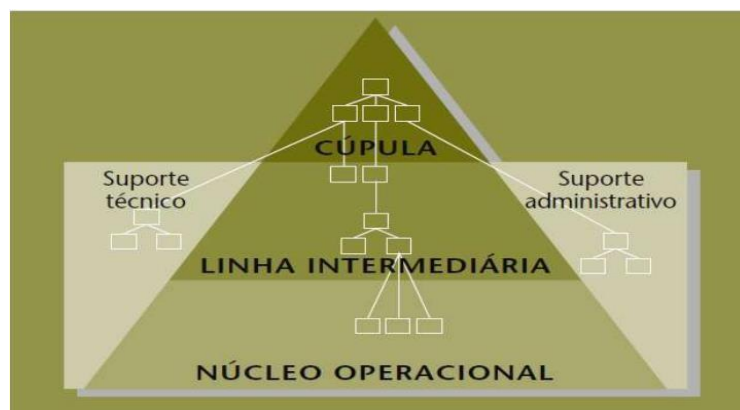 CÚPULA
Suporte
técnico
Suporte
administrativo
LINHA INTERMEDIÁRIA
NÚCLEO OPERACIONAL